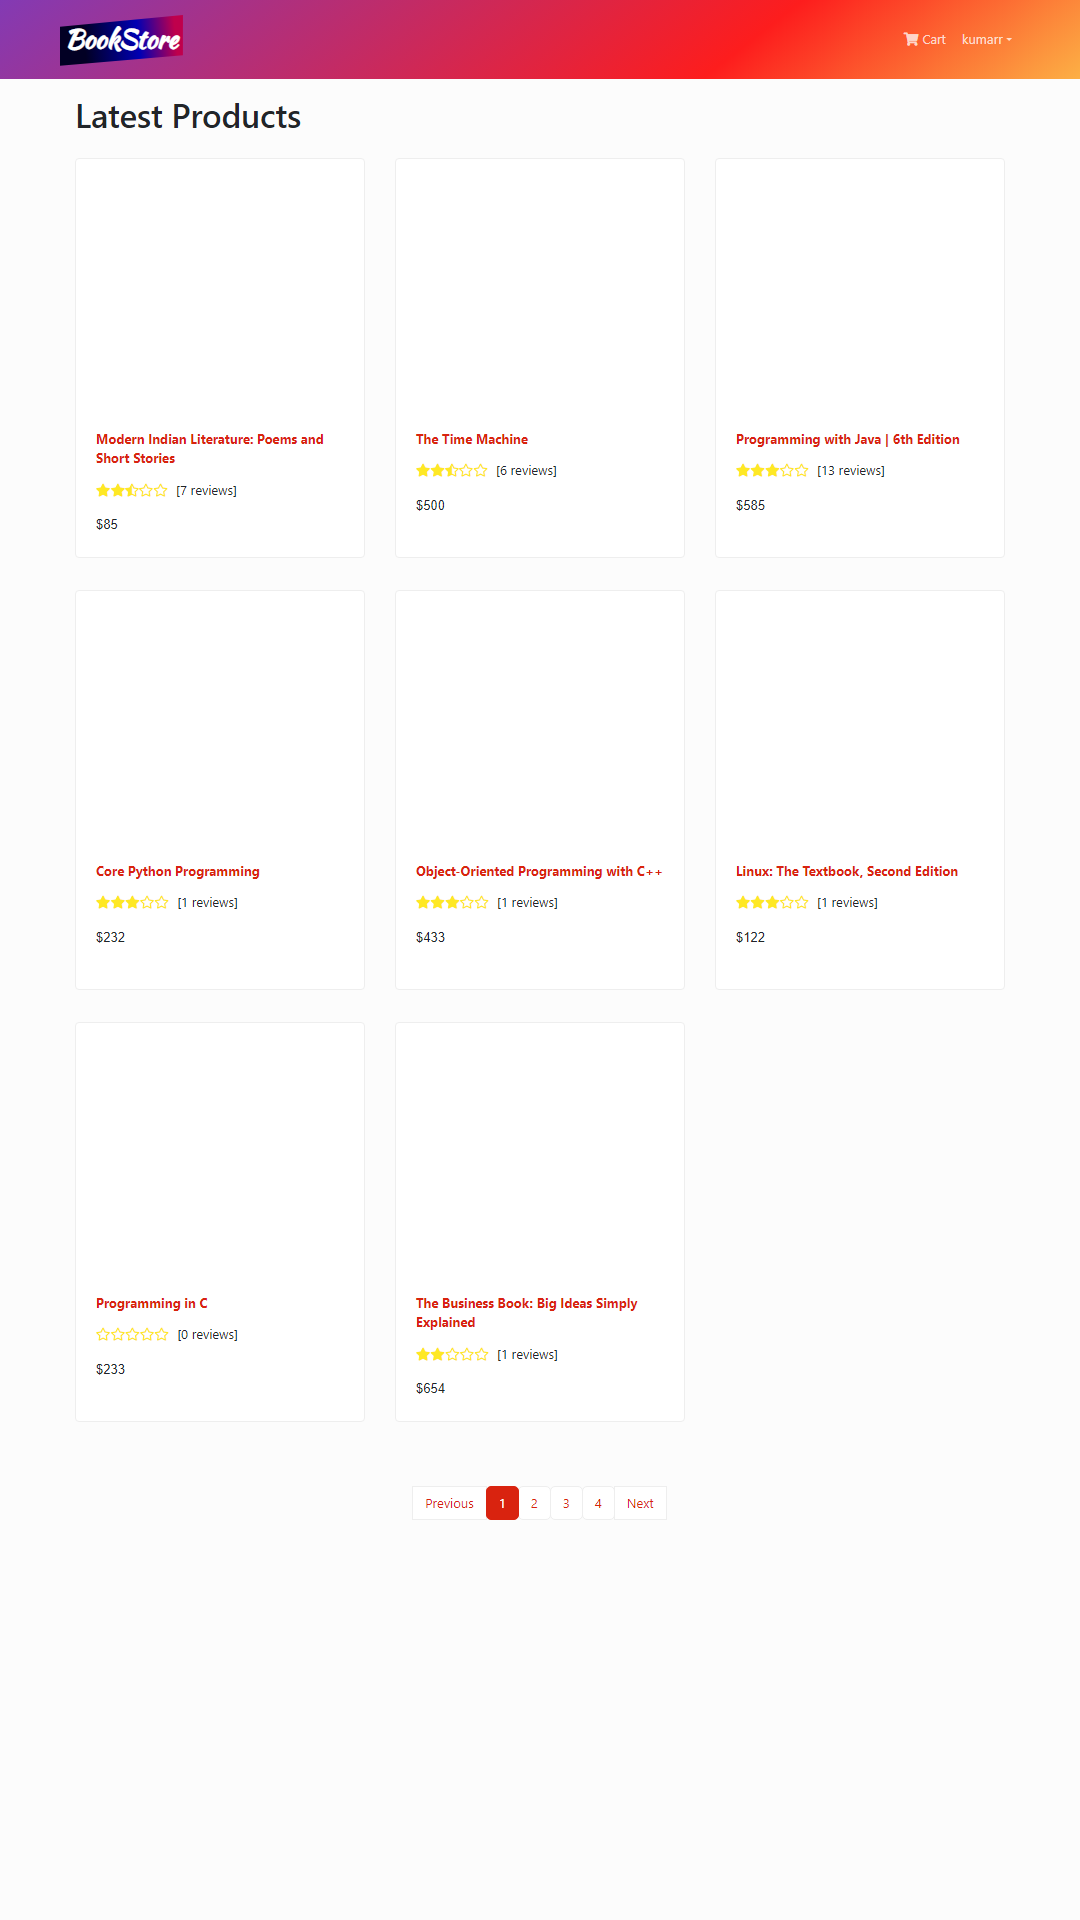 BookStore
Cart
kumarr
Latest Products
Modern Indian Literature: Poems and
Short Stories
[7 reviews]
$85
The Time Machine
[6 reviews]
$500
Programming with Java | 6th Edition
[13 reviews]
$585
Core Python Programming
[1 reviews]
$232
Object-Oriented Programming with C++
[1 reviews]
$433
Linux: The Textbook, Second Edition
[1 reviews]
$122
Programming in C
[0 reviews]
$233
The Business Book: Big Ideas Simply
Explained
[1 reviews]
$654
Previous 1 2 3 4 Next